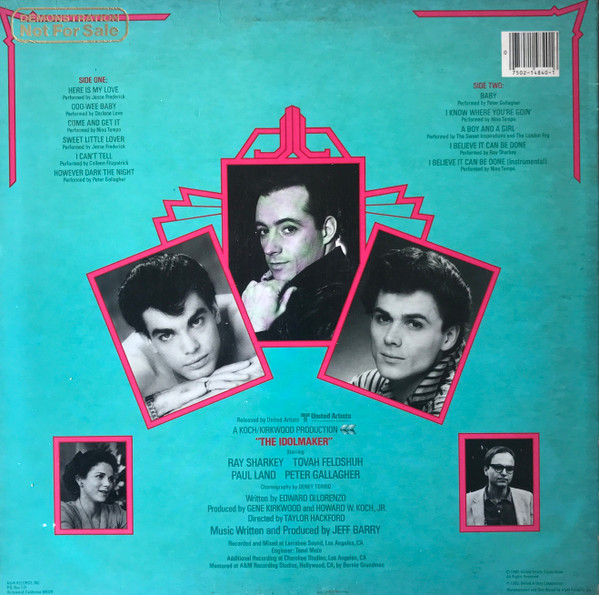 DEMONSTRATION
Not For Sale
SIDE ONE:
HERE IS MY LOVE
Performed by Jesse Frederick
OOO-WEE BABY
Performed by Darlene Love
COME AND GET IT
Performed by Nino Tempo
SWEET LITTLE LOVER
Performed by Jesse Frederick
I CAN'T TELL
Performed by Colleen Fitzpatrick
HOWEVER DARK THE NIGHT
Performed by Peter Gallagher
7502-14840-1
SIDE TWO:
BABY
Performed by Peter Gallagher
I KNOW WHERE YOU'RE GOIN'
Performed by Nino Tempo
A BOY AND A GIRL
Performed by The Sweet Inspirations and The London Fog
I BELIEVE IT CAN BE DONE
Performed by Ray Sharkey
I BELIEVE IT CAN BE DONE (instrumental)
Performed by Nino Tempo
Released by United Artists United Artists
A KOCH/KIRKWOOD PRODUCTION
"THE IDOLMAKER"
Starring
RAY SHARKEY TOVAH FELDSHUH
PAUL LAND PETER GALLAGHER
Choreography by DENEY TERRIO
Written by EDWARD DiLORENZO
Produced by GENE KIRKWOOD and HOWARD W. KOCH, JR.
Directed by TAYLOR HACKFORD
Music Written and Produced by JEFF BARRY
Recorded and Mixed at Larrabee Sound, Los Angeles, CA
Engineer:
Additional Recording at Cherokee Studios, Los Angeles, CA
Mastered at A&M Recording Studios, Hollywood, CA, by Bernie Grundman